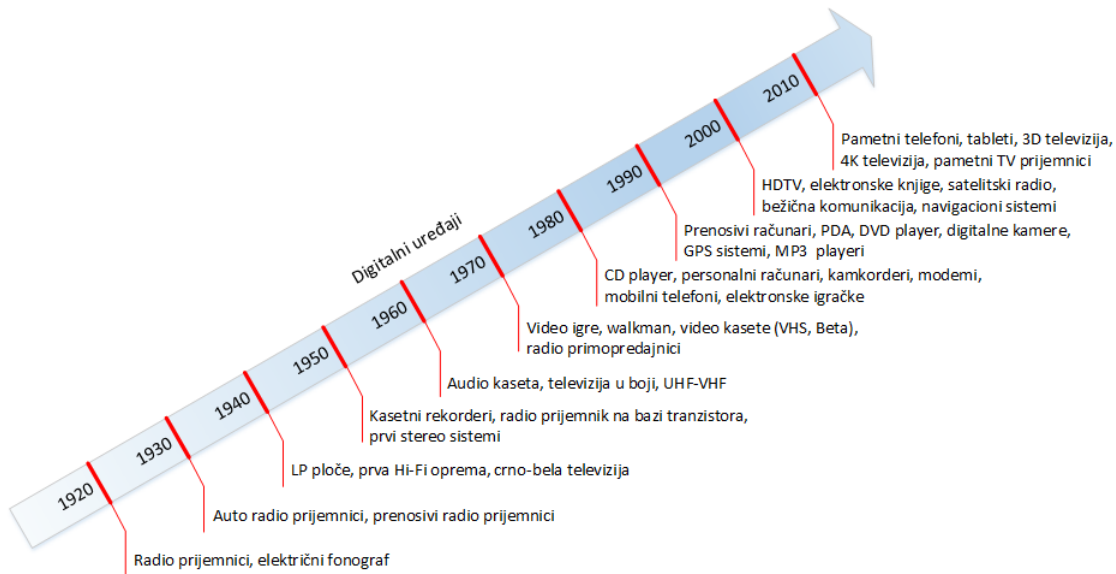 2010
Pametni telefoni, tableti, 3D televizija,
4K televizija, pametni TV prijemnici
2000
HDTV, elektronske knjige, satelitski radio,
bežična komunikacija, navigacioni sistemi
1990
Prenosivi računari, PDA, DVD player, digitalne kamere,
GPS sistemi, MP3 playeri
Digitalni uređaji
1980
CD player, personalni računari, kamkorderi, modemi,
mobilni telefoni, elektronske igračke
1970
Video igre, walkman, video kasete (VHS, Beta),
radio primopredajnici
1960
Audio kaseta, televizija u boji, UHF-VHF
1950
Kasetni rekorderi, radio prijemnik na bazi tranzistora,
prvi stereo sistemi
1940
LP ploče, prva Hi-Fi oprema, crno-bela televizija
1930
Auto radio prijemnici, prenosivi radio prijemnici
1920
Radio prijemnici, električni fonograf